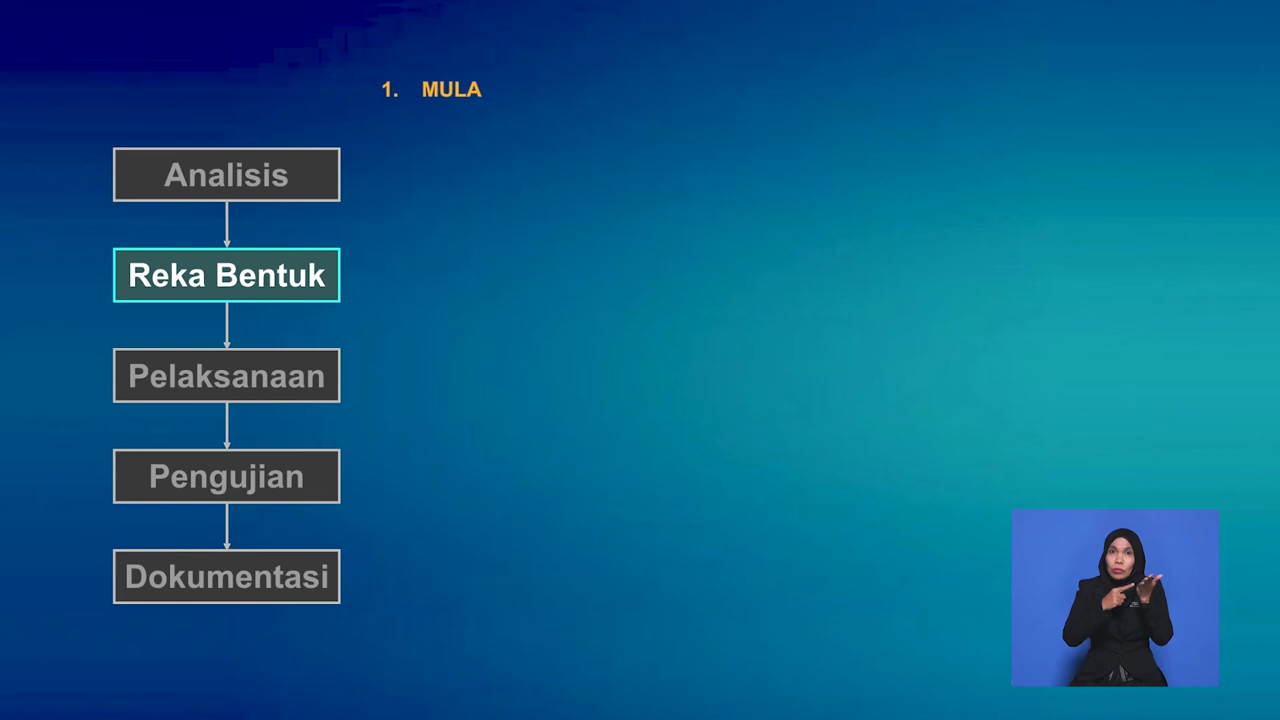 1. MULA
Analisis
Reka Bentuk
Pelaksanaan
Pengujian
Dokumentasi